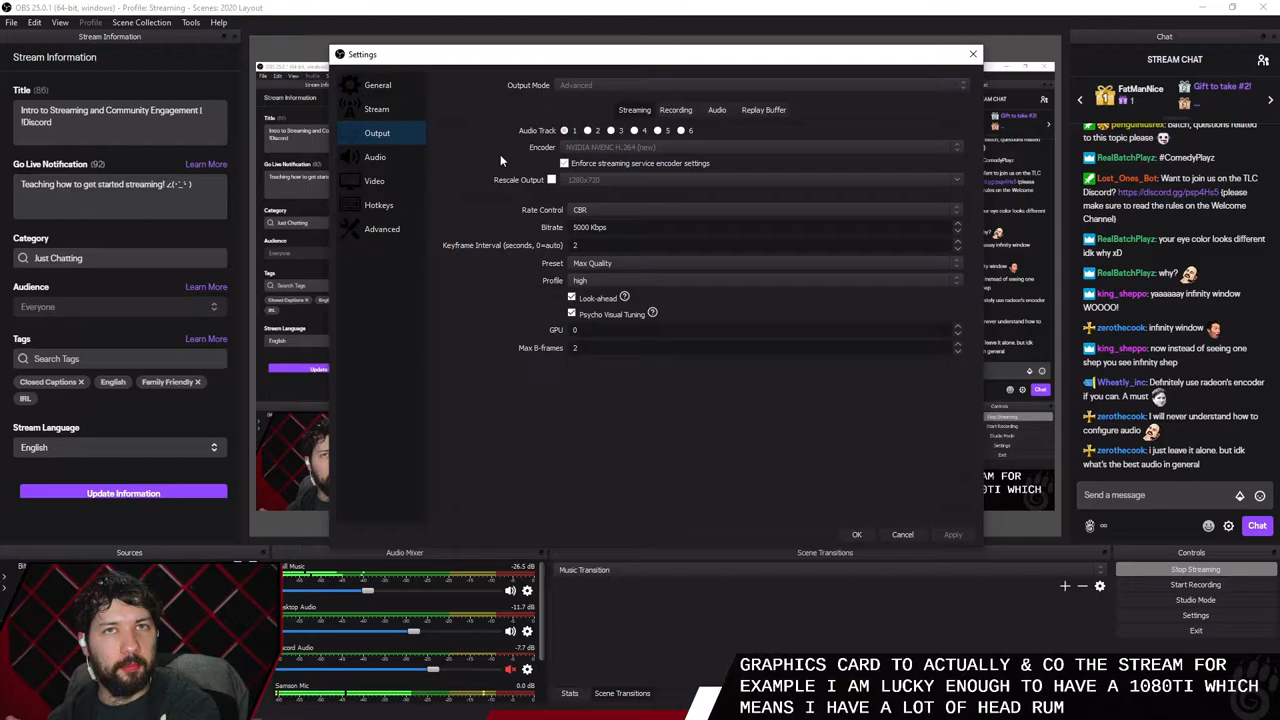 OBS 25.0.1 (64-bit, windows) - Profile: Streaming - Scenes: 2020 Layout
File Edit View Profile Scene Collection Tools Help
Stream Information
Stream Information
Title (86)
Intro to Streaming and Community Engagement |
!Discord
Go Live Notification (92) Learn More
Category Learn More
Just Chatting
Audience Learn More
Everyone
Tags Learn More
Search Tags
Closed Captions English Family Friendly
IRL
Stream Language
English
Update Information
Settings
General
Stream
Output
Audio
Video
Hotkeys
Advanced
Output Mode Advanced
Streaming Recording Audio Replay Buffer
Audio Track 1 2 3 4 5 6
Encoder NVIDIA NVENC H.264 (new)
Enforce streaming service encoder settings
Rescale Output 1280x720
Rate Control CBR
Bitrate 5000 Kbps
Keyframe Interval (seconds, 0=auto) 2
Preset Max Quality
Profile high
Look-ahead
Psycho Visual Tuning
GPU 0
Max B-frames 2
OK Cancel Apply
Chat
STREAM CHAT
FatManNice
1
Gift to take #2!
...
batch, questions related
to this please
RealBatchPlayz: #ComedyPlayz
Lost_Ones_Bot: Want to
join us on the TLC
Discord? https://discord.gg/psp4Hs5 (please
make sure to read the
rules on the Welcome
Channel)
RealBatchPlayz: your eye color looks different
idk why xD
RealBatchPlayz: why?
king_sheppo: yaaaaaay infinity window
WOOOO!
zerothecook: infinity window
king_sheppo: now instead of seeing one
shep you see infinity shep
Wheatly_inc: Definitely use radeon's encoder
if you can. A must
zerothecook: I will never understand how to
configure audio
zerothecook: i just leave it alone. but idk
what's the best audio in general
Send a message
Chat
Sources Audio Mixer Scene Transitions Controls
ill Music -26.5 dB
esktop Audio -11.7 dB
cord Audio -7.7 dB
Samson Mic 0.0 dB
Music Transition
Stats Scene Transitions
Stop Streaming
Start Recording
Studio Mode
Settings
Exit
GRAPHICS CARD TO ACTUALLY & CO THE STREAM FOR
EXAMPLE I AM LUCKY ENOUGH TO HAVE A 1080TI WHICH
MEANS I HAVE A LOT OF HEAD RUM